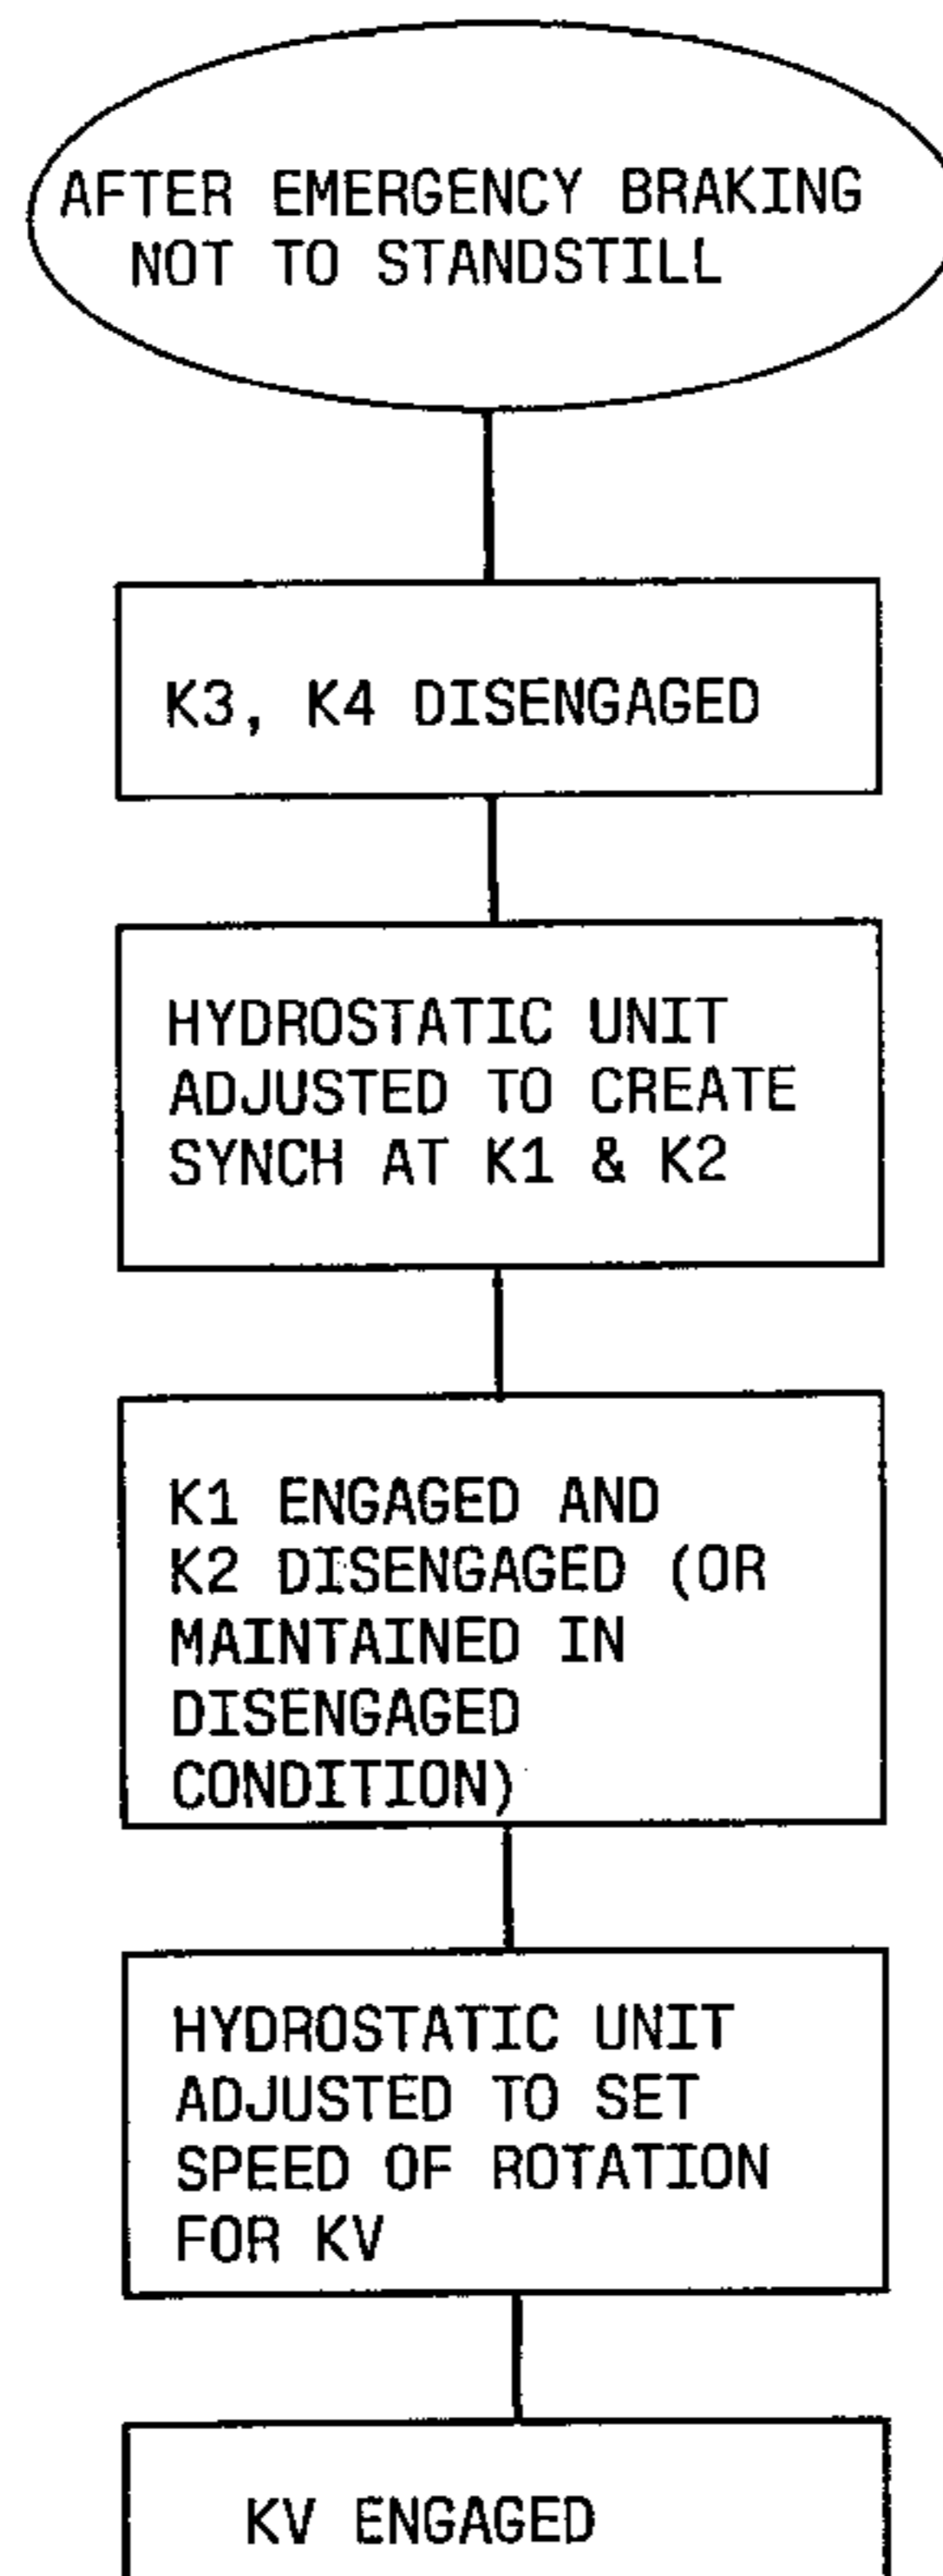 AFTER EMERGENCY BRAKING
NOT TO STANDSTILL
K3, K4 DISENGAGED
HYDROSTATIC UNIT
ADJUSTED TO CREATE
SYNCH AT K1 & K2
K1 ENGAGED AND
K2 DISENGAGED (OR
MAINTAINED IN
DISENGAGED
CONDITION)
HYDROSTATIC UNIT
ADJUSTED TO SET
SPEED OF ROTATION
FOR KV
KV ENGAGED